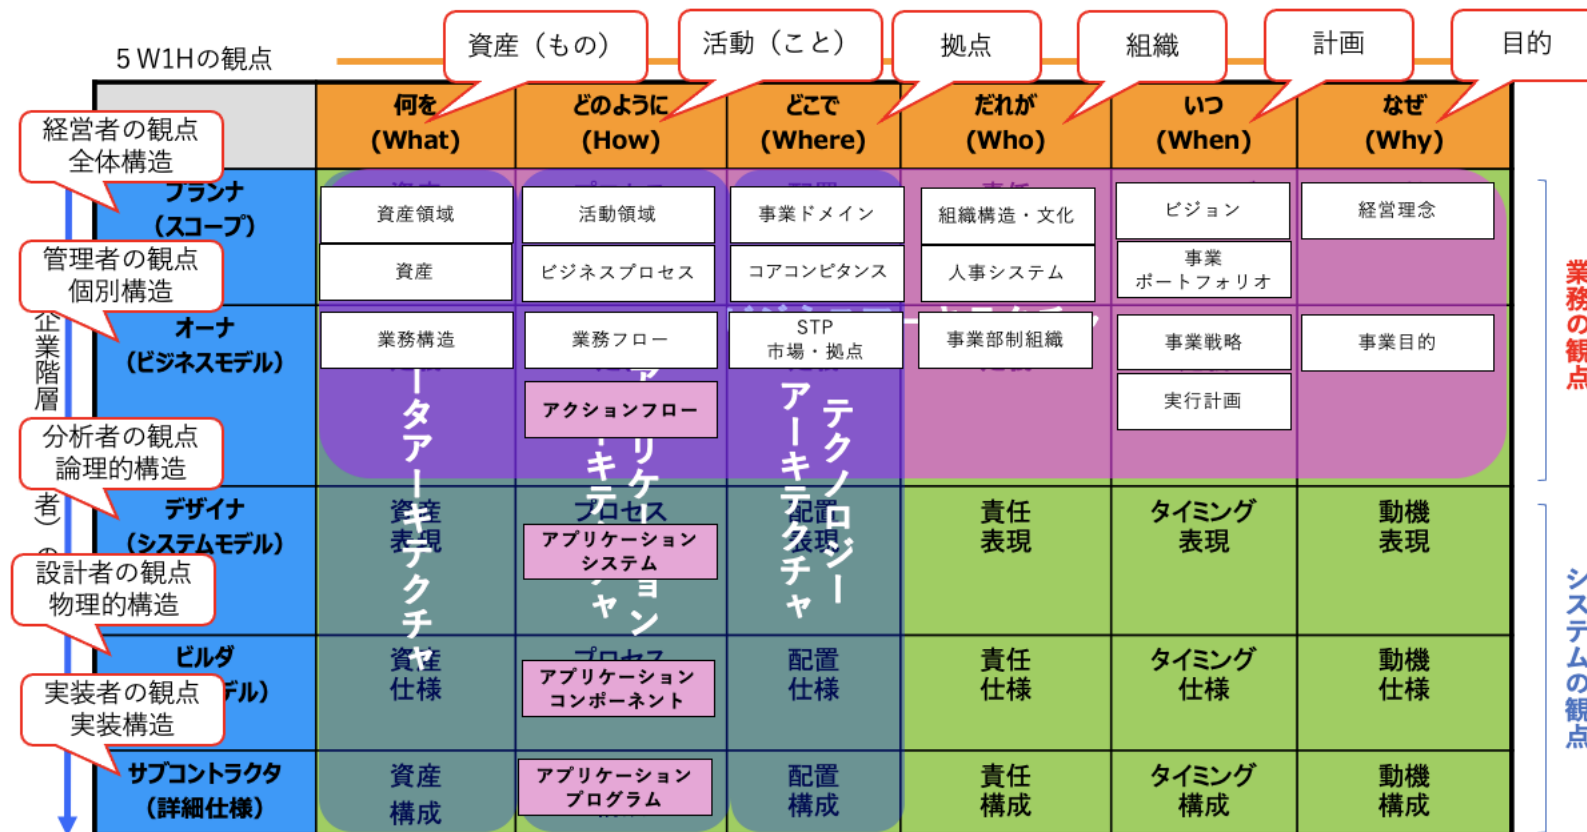 5W1Hの観点
資産（もの）
活動（こと）
拠点
組織
計画
目的
何を
(What)
どのように
(How)
どこで
(Where)
だれが
(Who)
いつ
(When)
なぜ
(Why)
経営者の観点
全体構造
プランナ
（スコープ）
資産領域
活動領域
事業ドメイン
組織構造・文化
ビジョン
経営理念
資産
ビジネスプロセス
コアコンピタンス
人事システム
事業
ポートフォリオ
管理者の観点
個別構造
オーナ
（ビジネスモデル）
業務構造
業務フロー
STP
市場・拠点
事業部制組織
事業戦略
事業目的
アクションフロー
実行計画
業務の観点
企業階層
者）の
分析者の観点
論理的構造
デザイナ
（システムモデル）
資産
表現
プロセス
アプリケーション
システム
配置
表現
責任
表現
タイミング
表現
動機
表現
ータアーキテクチャ
テクノロジー
アーキテクチャ
設計者の観点
物理的構造
ビルダ
デル）
資産
仕様
プロセス
アプリケーション
コンポーネント
配置
仕様
責任
仕様
タイミング
仕様
動機
仕様
実装者の観点
実装構造
サブコントラクタ
（詳細仕様）
資産
構成
アプリケーション
プログラム
配置
構成
責任
構成
タイミング
構成
動機
構成
システムの観点